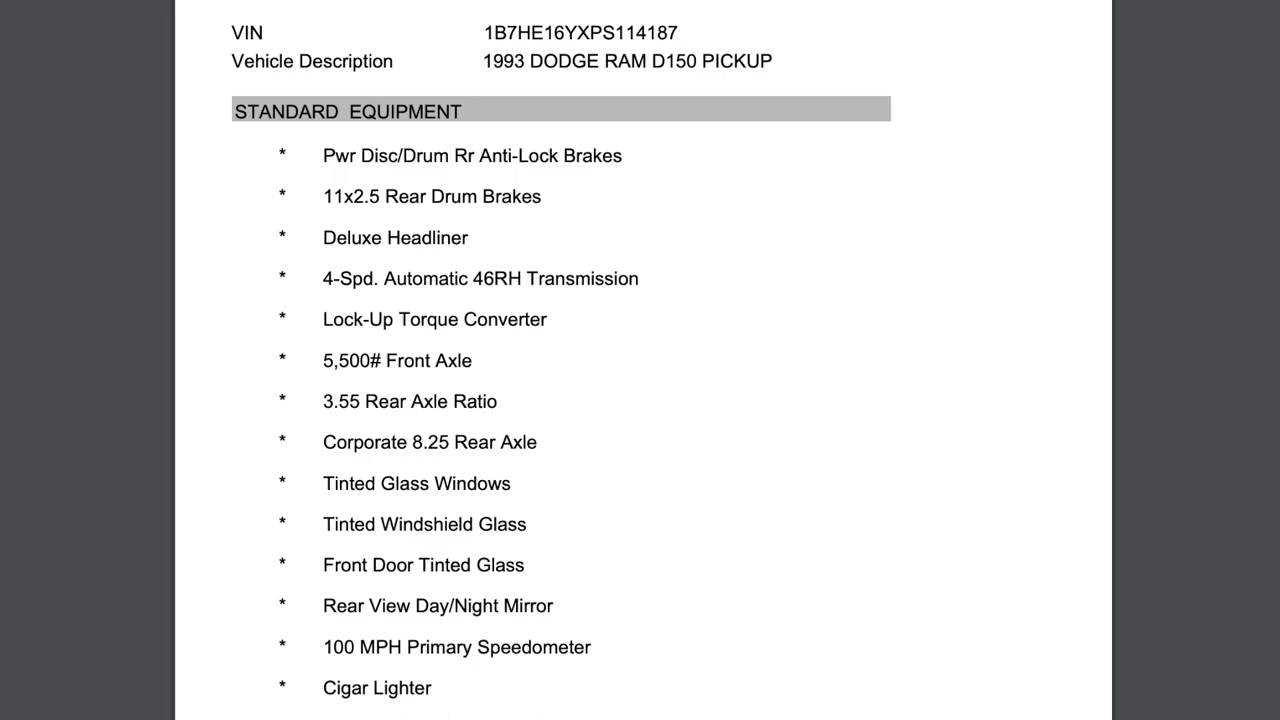 VIN 1B7HE16YXPS114187
Vehicle Description 1993 DODGE RAM D150 PICKUP
STANDARD EQUIPMENT
* Pwr Disc/Drum Rr Anti-Lock Brakes
* 11x2.5 Rear Drum Brakes
* Deluxe Headliner
* 4-Spd. Automatic 46RH Transmission
* Lock-Up Torque Converter
* 5,500# Front Axle
* 3.55 Rear Axle Ratio
* Corporate 8.25 Rear Axle
* Tinted Glass Windows
* Tinted Windshield Glass
* Front Door Tinted Glass
* Rear View Day/Night Mirror
* 100 MPH Primary Speedometer
* Cigar Lighter